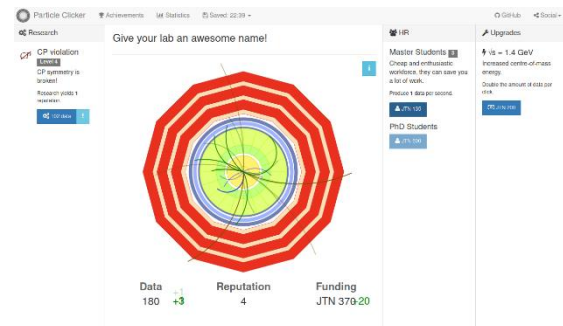 Particle Clicker
Achievements
Statistics
Saved: 22:39
GitHub
Social
Research
CP violation
Level 4
CP symmetry is
broken!
Research yields 1
reputation
i
Give your lab an awesome name!
i
Data
180
+1
+3
Reputation
4
Funding
JTN 370
+20
HR
Master Students
Cheap and enthusiastic
workforce, they can save you
a lot of work.
Produce 1 data per second.
PhD Students
Upgrades
√s = 1.4 GeV
Increased centre-of-mass
energy.
Double the amount of data per
click.